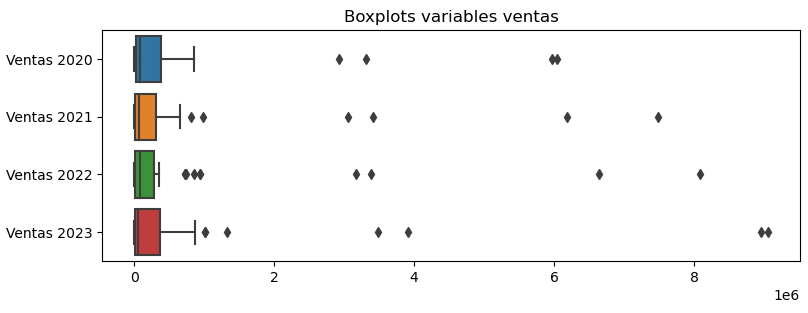 Boxplots variables ventas
Ventas 2020
Ventas 2021
Ventas 2022
Ventas 2023
0 2 4 6 8
1e6